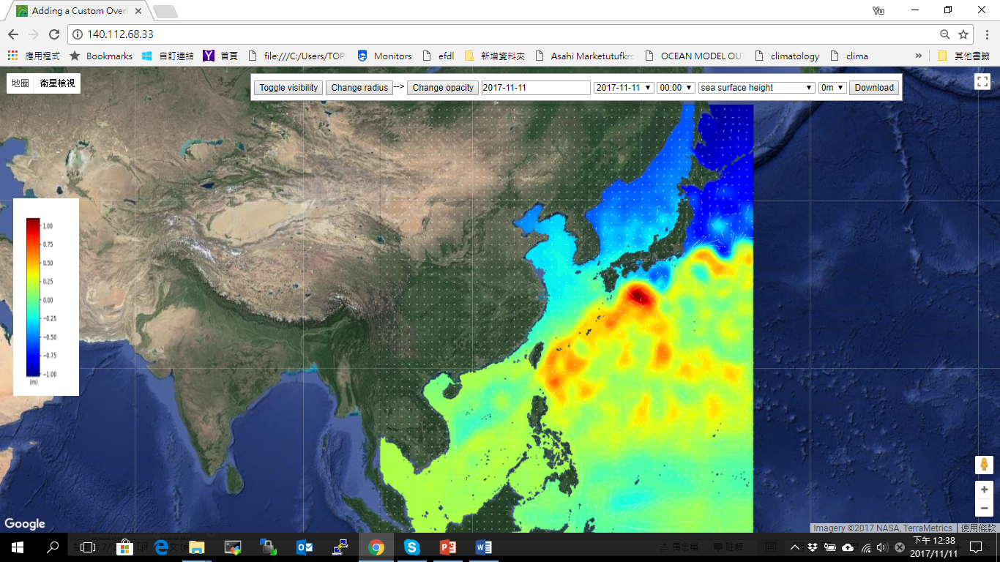 Adding a Custom Over
Yu
140.112.68.33
應用程式 Bookmarks 自訂連結 首頁 file:///C:/Users/TOP Monitors efdl 新增資料夾 Asahi Marketutufkro OCEAN MODEL OUT climatology clima » 其他書籤
地圖 衛星檢視
Toggle visibility Change radius --> Change opacity 2017-11-11 2017-11-11 00:00 sea surface height 0m Download
1.00
0.75
0.50
0.25
0.00
−0.25
−0.50
−0.75
−1.00
(m)
Google
Imagery ©2017 NASA, TerraMetrics 使用條款
備忘稿 註解
下午 12:38
2017/11/11